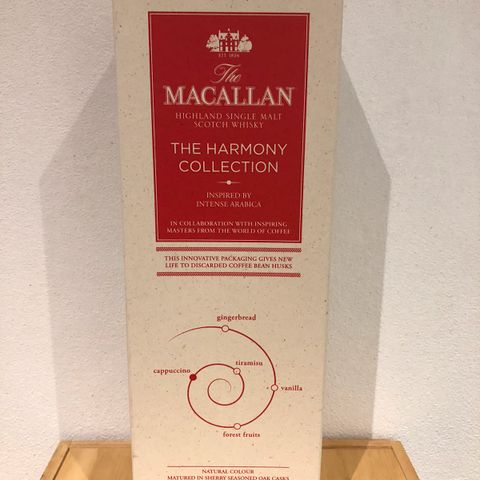 EST. 1824
The
MACALLAN
HIGHLAND SINGLE MALT
SCOTCH WHISKY
THE HARMONY
COLLECTION
INSPIRED BY
INTENSE ARABICA
IN COLLABORATION WITH INSPIRING
MASTERS FROM THE WORLD OF COFFEE
THIS INNOVATIVE PACKAGING GIVES NEW
LIFE TO DISCARDED COFFEE BEAN HUSKS
gingerbread
tiramisu
cappuccino
vanilla
forest fruits
NATURAL COLOUR
MATURED IN SHERRY SEASONED OAK CASKS